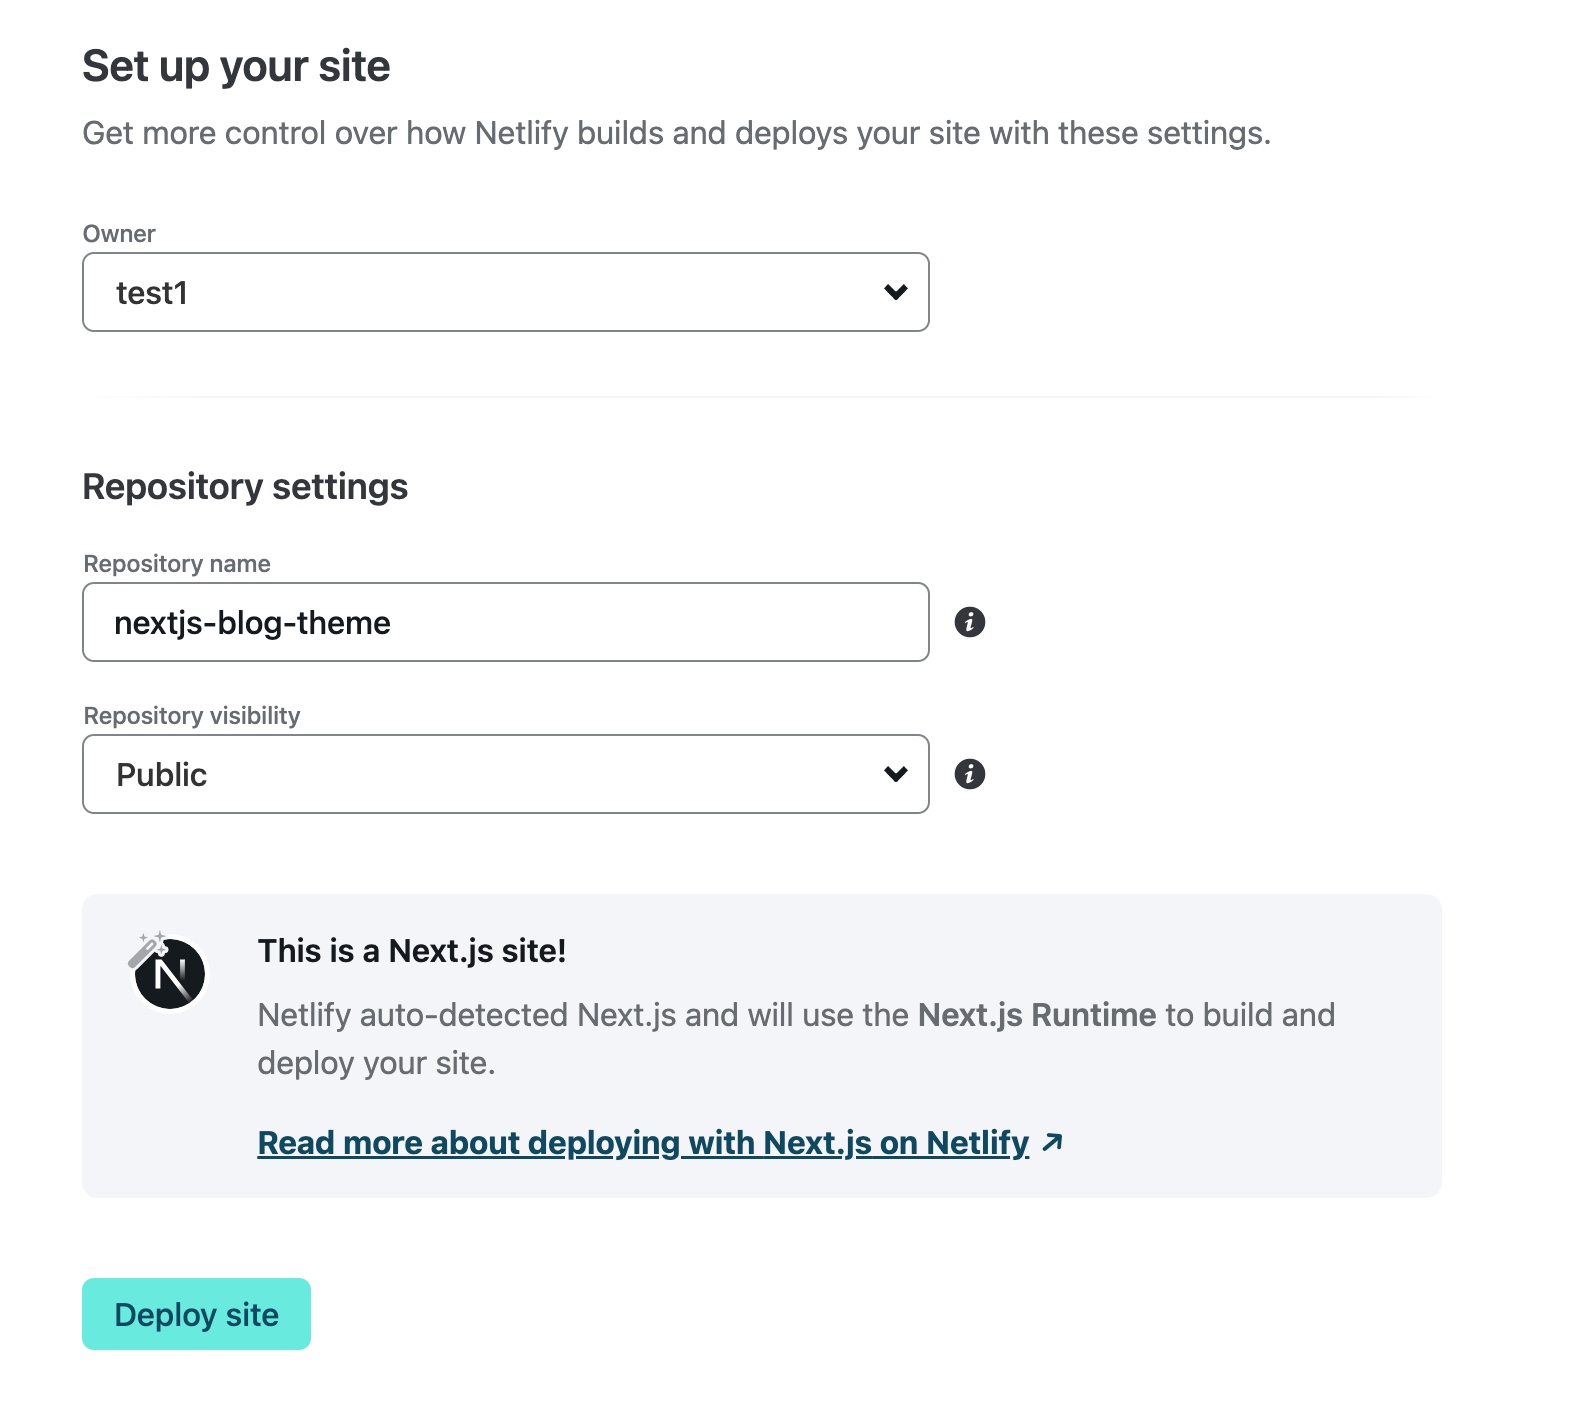 Set up your site
Get more control over how Netlify builds and deploys your site with these settings.
Owner
test1
Repository settings
Repository name
nextjs-blog-theme
Repository visibility
Public
This is a Next.js site!
Netlify auto-detected Next.js and will use the Next.js Runtime to build and
deploy your site.
Read more about deploying with Next.js on Netlify
Deploy site